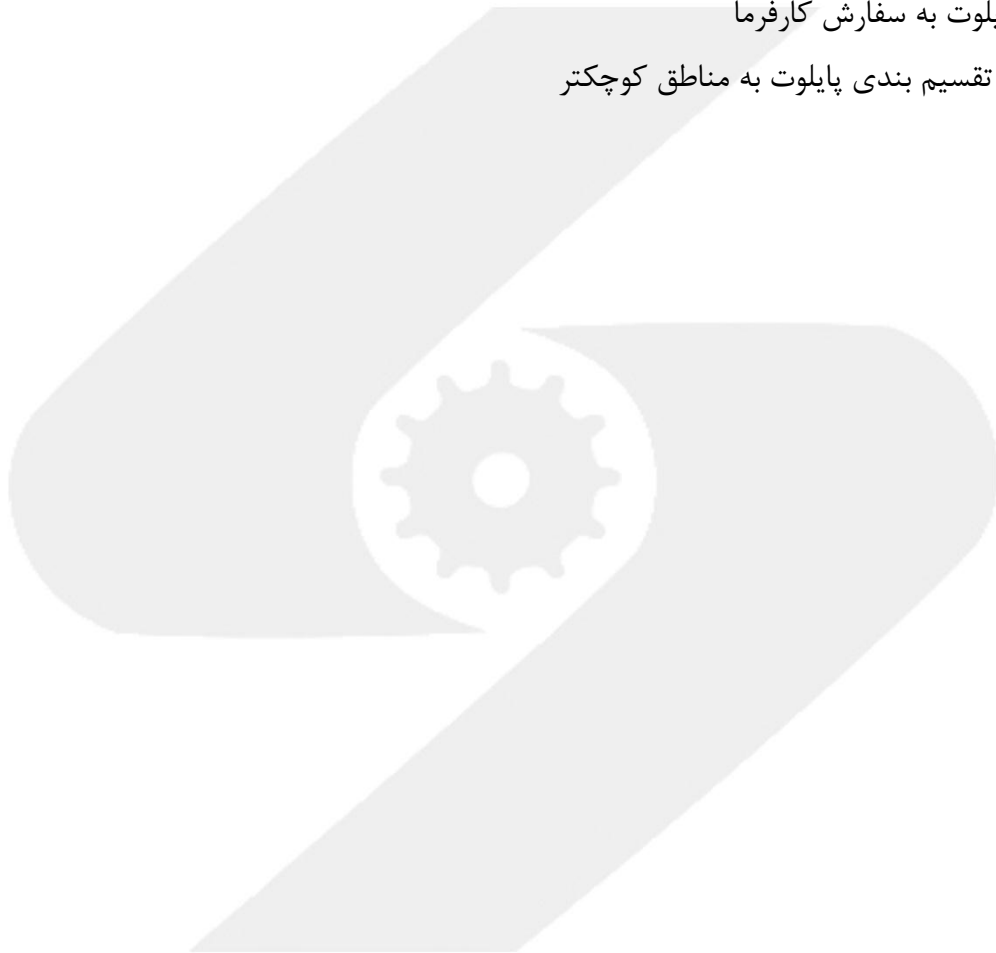 به سفارش کارفرما
تقسیم بندی پایلوت به مناطق کوچکتر